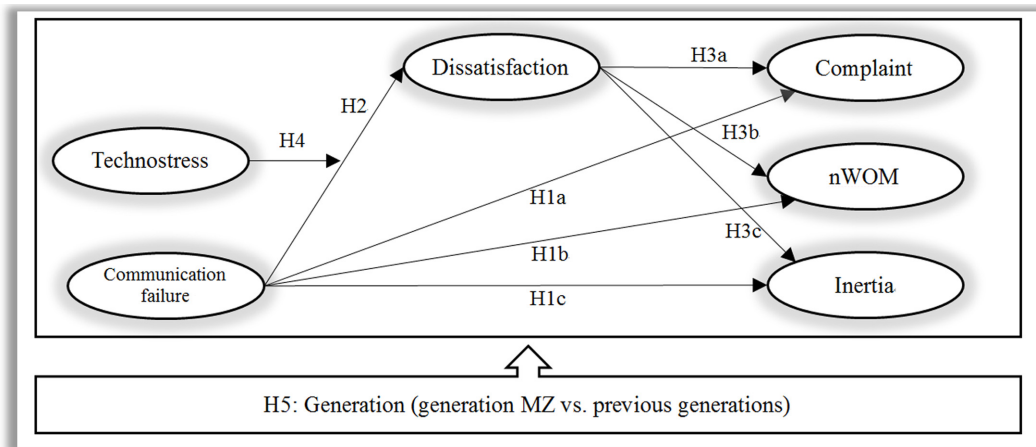 Dissatisfaction
H3a
Complaint
H2
H4
H3b
Technostress
nWOM
H1a
H3c
H1b
Communication
failure
H1c
Inertia
H5: Generation (generation MZ vs. previous generations)